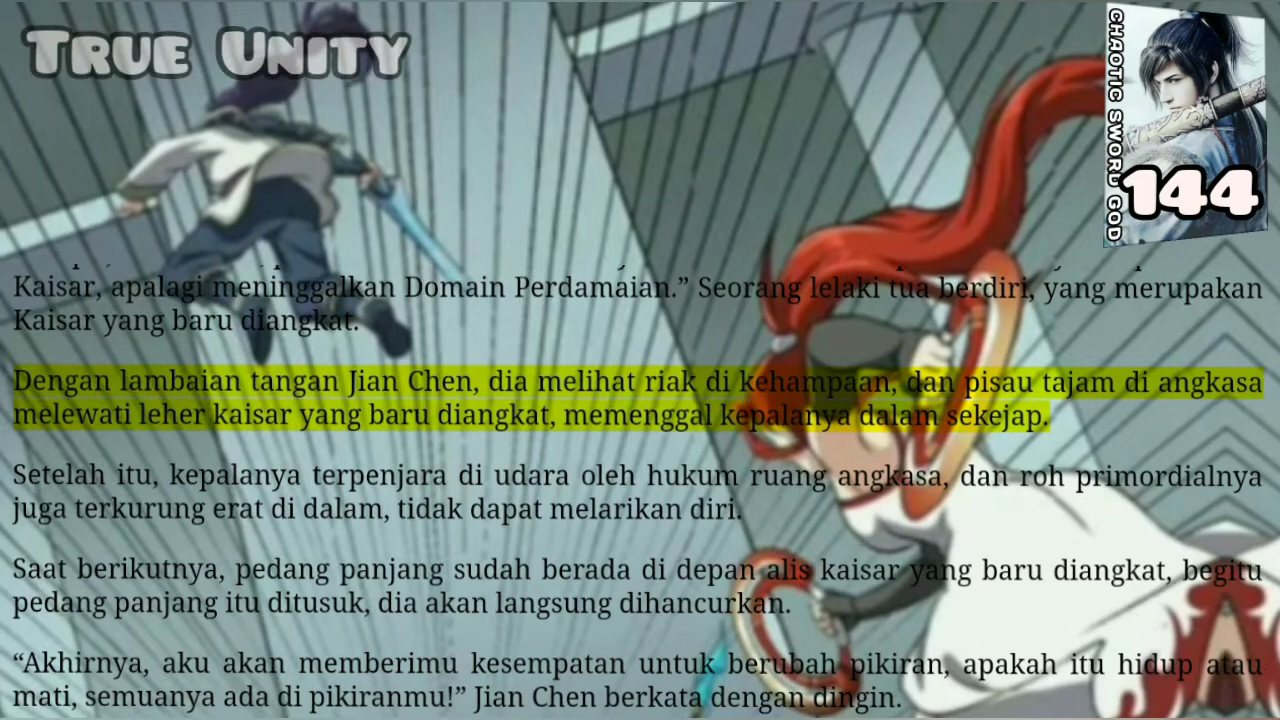 TRUE UNITY
CHAOTIC SWORD GOD
144
Kaisar, apalagi meninggalkan Domain Perdamaian.” Seorang lelaki tua berdiri, yang merupakan
Kaisar yang baru diangkat.
Dengan lambaian tangan Jian Chen, dia melihat riak di kehampaan, dan pisau tajam di angkasa
melewati leher kaisar yang baru diangkat, memenggal kepalanya dalam sekejap.
Setelah itu, kepalanya terpenjara di udara oleh hukum ruang angkasa, dan roh primordialnya
juga terkurung erat di dalam, tidak dapat melarikan diri.
Saat berikutnya, pedang panjang sudah berada di depan alis kaisar yang baru diangkat, begitu
pedang panjang itu ditusuk, dia akan langsung dihancurkan.
“Akhirnya, aku akan memberimu kesempatan untuk berubah pikiran, apakah itu hidup atau
mati, semuanya ada di pikiranmu!” Jian Chen berkata dengan dingin.